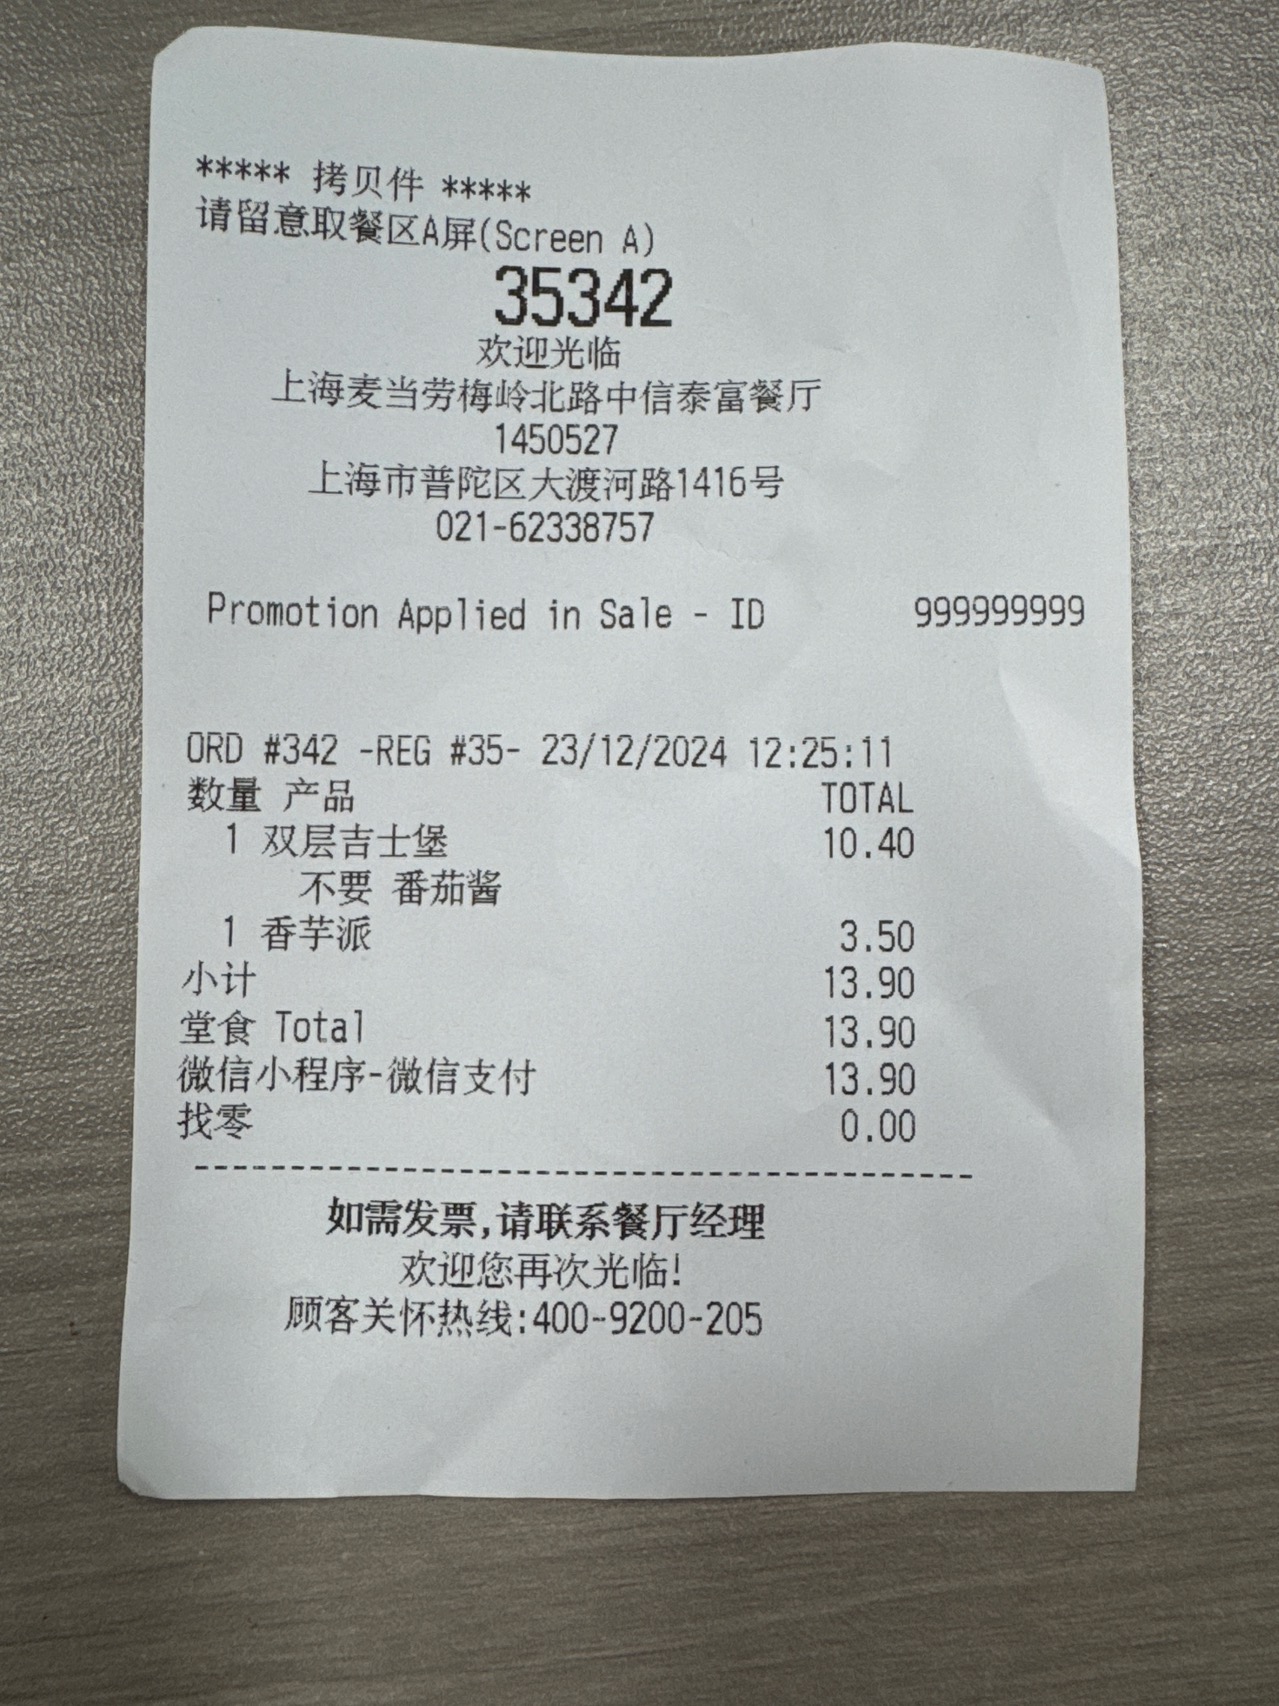 ***** 拷贝件 *****
请留意取餐区A屏(Screen A)
35342
欢迎光临
上海麦当劳梅岭北路中信泰富餐厅
1450527
上海市普陀区大渡河路1416号
021-62338757
Promotion Applied in Sale - ID 999999999
ORD #342 -REG #35- 23/12/2024 12:25:11
数量 产品 TOTAL
1 双层吉士堡 10.40
不要 番茄酱
1 香芋派 3.50
小计 13.90
堂食 Total 13.90
微信小程序-微信支付 13.90
找零 0.00
------------------------------------------
如需发票,请联系餐厅经理
欢迎您再次光临!
顾客关怀热线:400-9200-205